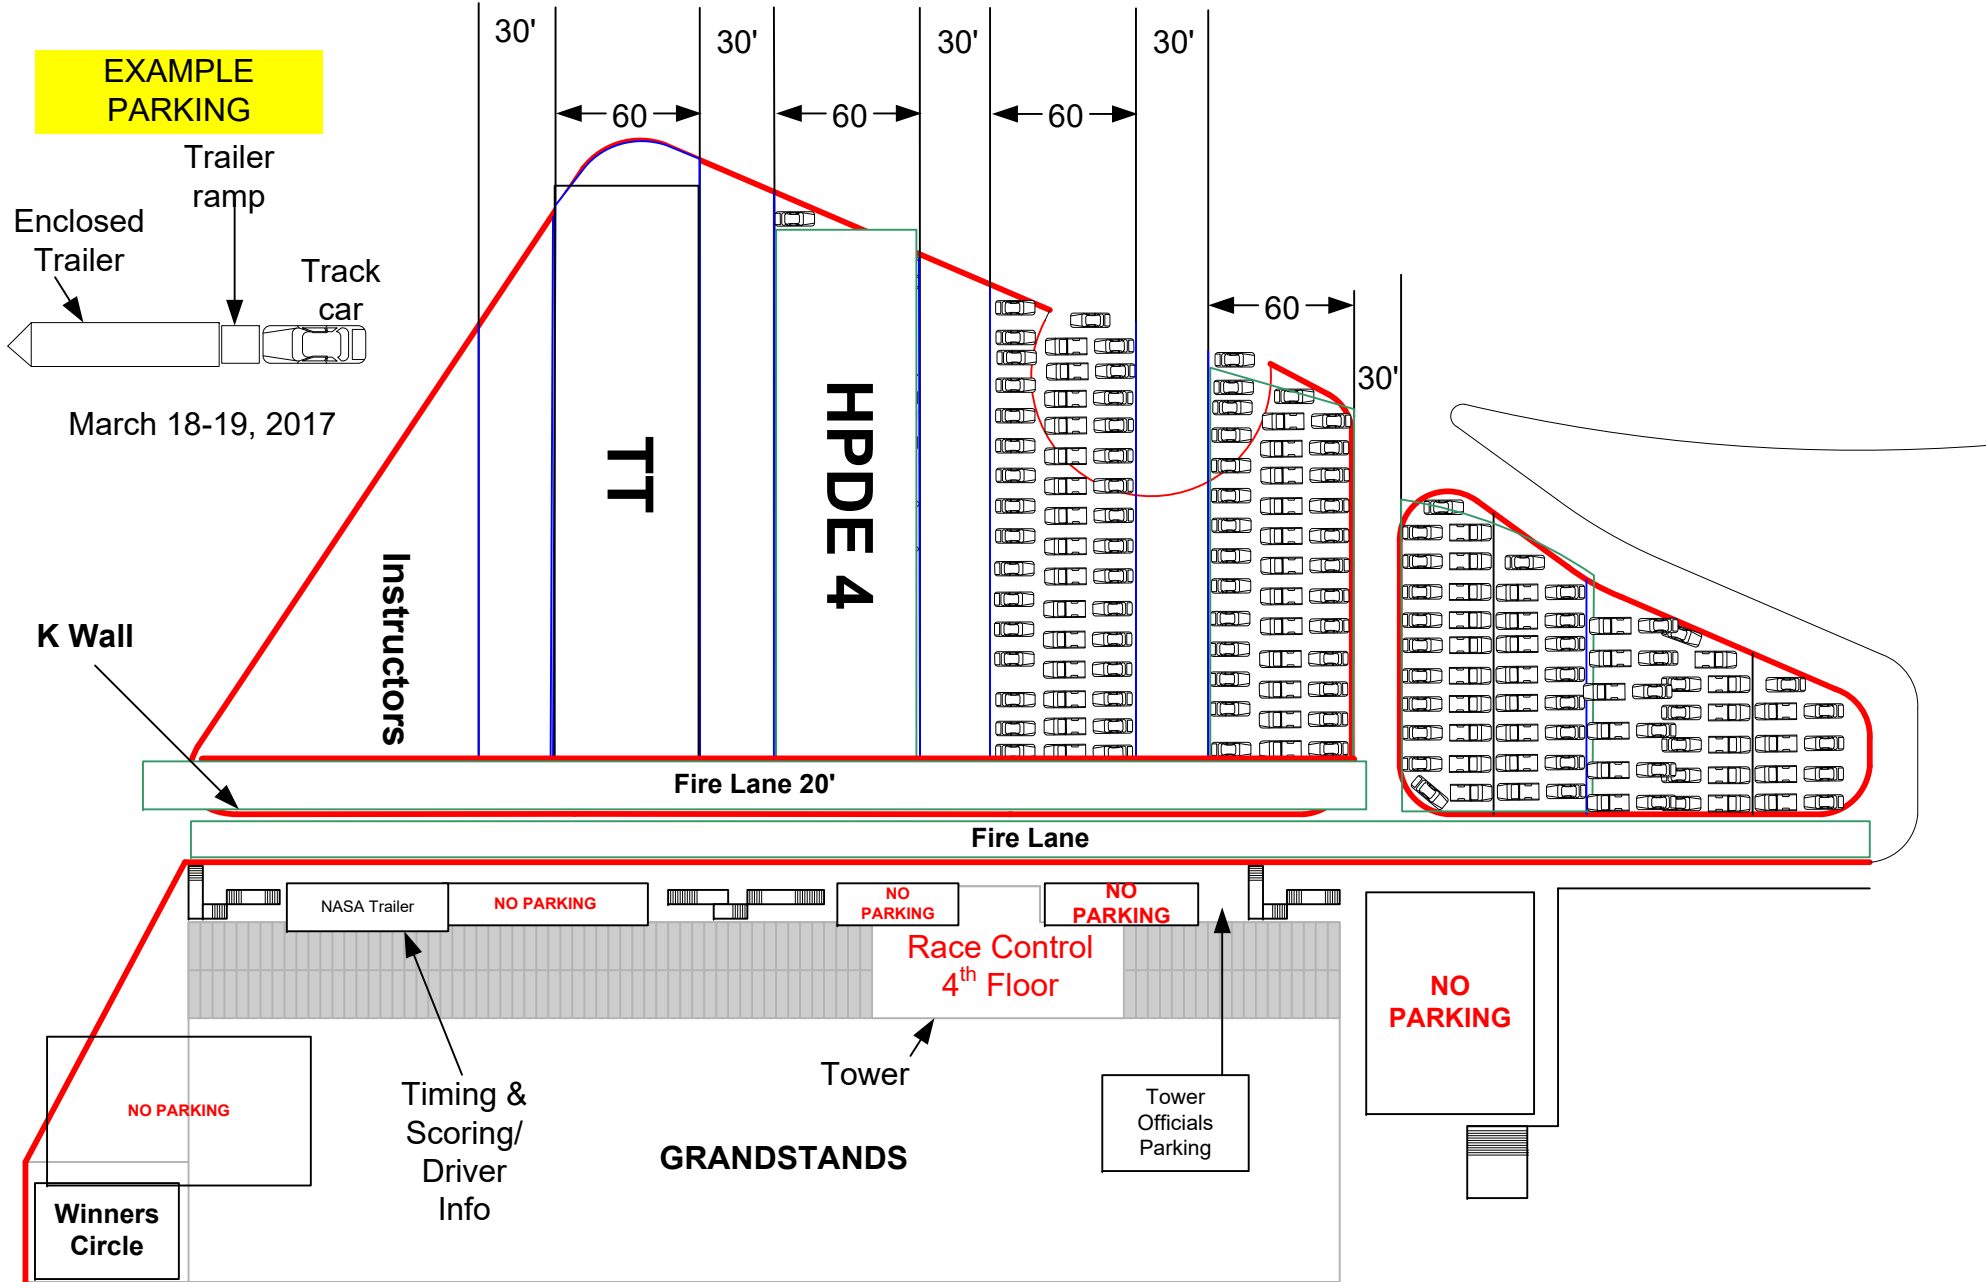 30'
30'
30'
30'
EXAMPLE
PARKING
60
60
60
Trailer
ramp
Enclosed
Trailer
Track
car
60
30'
March 18-19, 2017
TT
HPDE 4
Instructors
K Wall
Fire Lane 20'
Fire Lane
NASA Trailer
NO PARKING
NO
PARKING
NO
PARKING
Race Control
4th Floor
NO
PARKING
Tower
Timing &
Scoring/
Driver
Info
Tower
Officials
Parking
NO PARKING
GRANDSTANDS
Winners
Circle